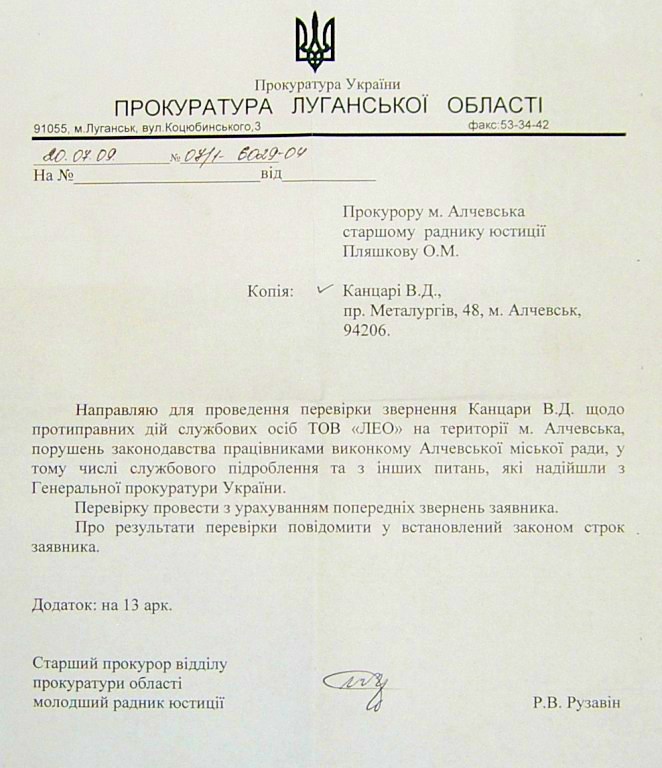 Прокуратура України
ПРОКУРАТУРА ЛУГАНСЬКОЇ ОБЛАСТІ
91055, м.Луганськ, вул.Коцюбинського,3 факс:53-34-42
20.07.09 № 07/1-6029-04
На № від
Прокурору м. Алчевська
старшому раднику юстиції
Пляшкову О.М.
Копія: Канцарі В.Д.,
пр. Металургів, 48, м. Алчевськ,
94206.
Направляю для проведення перевірки звернення Канцари В.Д. щодо
протиправних дій службових осіб ТОВ «ЛЕО» на території м. Алчевська,
порушень законодавства працівниками виконкому Алчевської міської ради, у
тому числі службового підроблення та з інших питань, які надійшли з
Генеральної прокуратури України.
Перевірку провести з урахуванням попередніх звернень заявника.
Про результати перевірки повідомити у встановлений законом строк
заявника.
Додаток: на 13 арк.
Старший прокурор відділу
прокуратури області
молодший радник юстиції Р.В. Рузавін